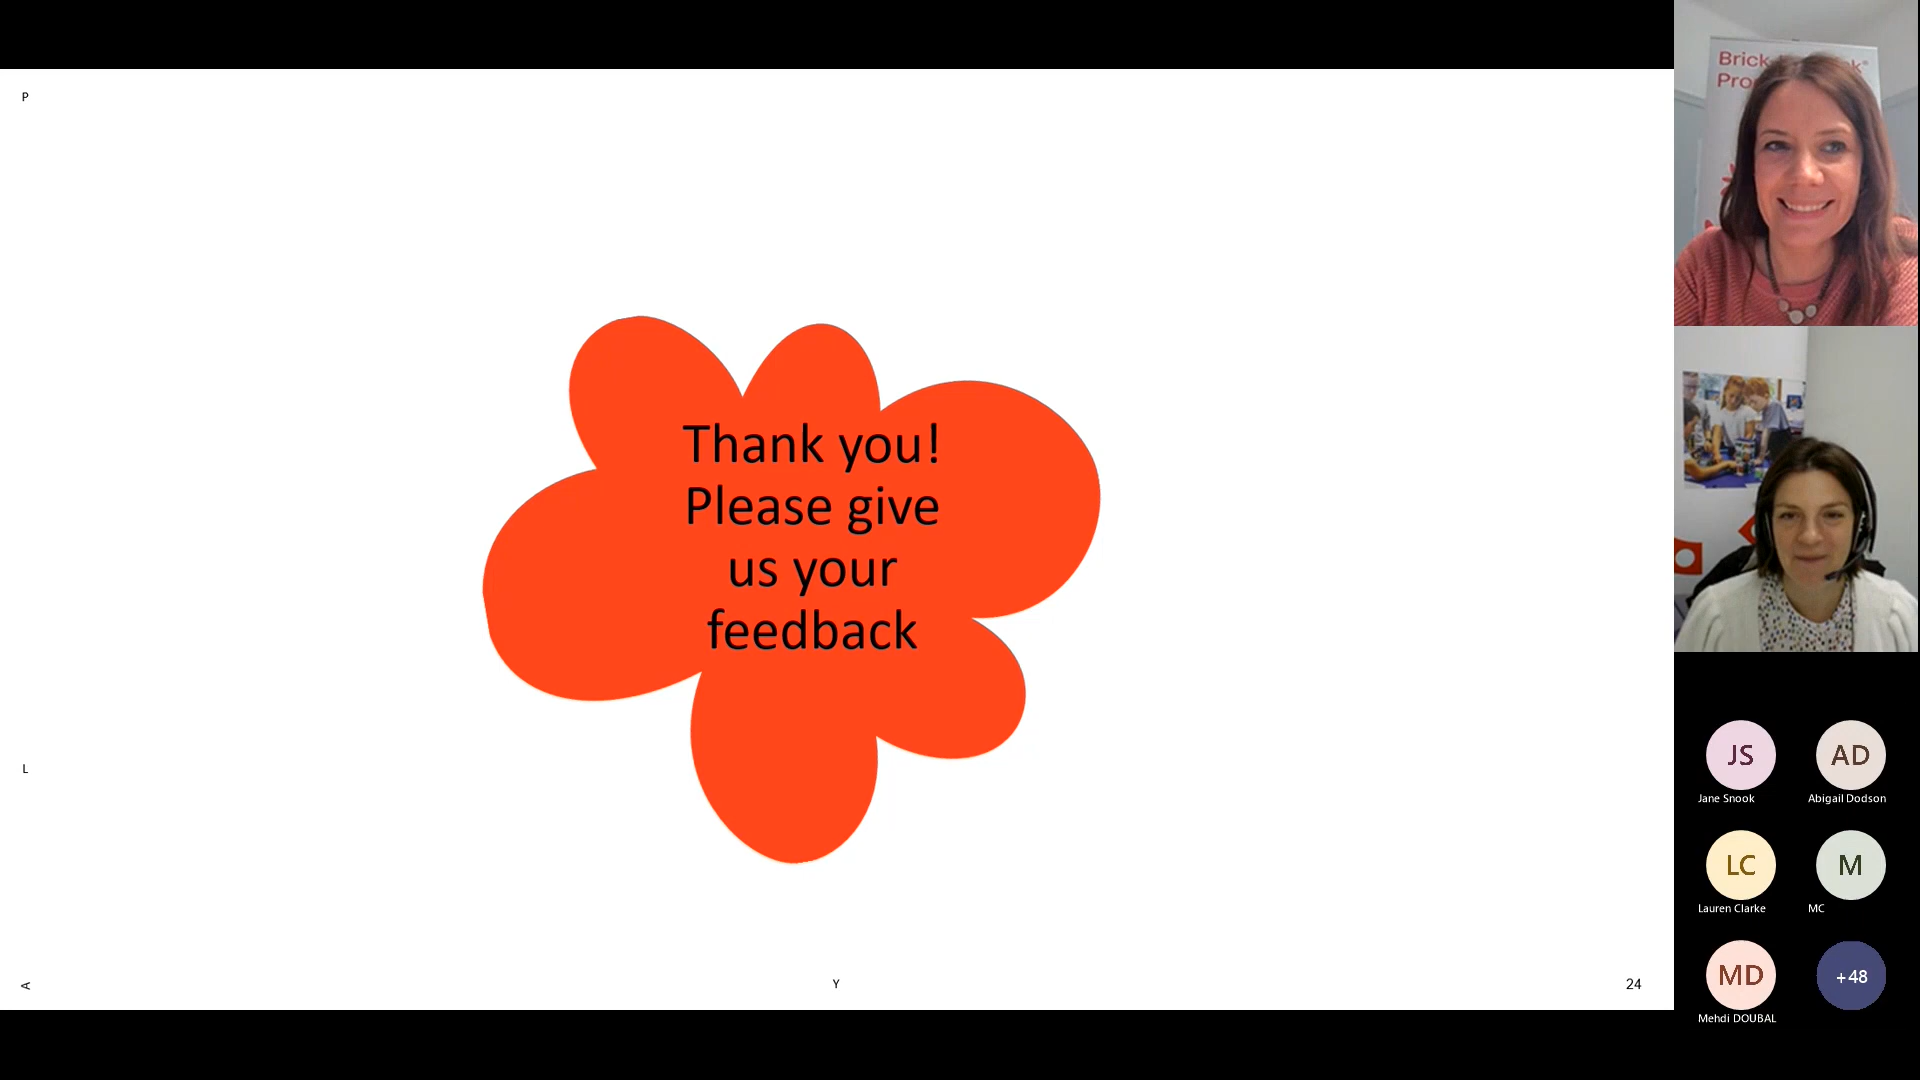 P
Thank you!
Please give
us your
feedback
L
A
Y
24
Brick
Pro
JS
Jane Snook
AD
Abigail Dodson
LC
Lauren Clarke
M
MC
MD
Mehdi DOUBAL
+48